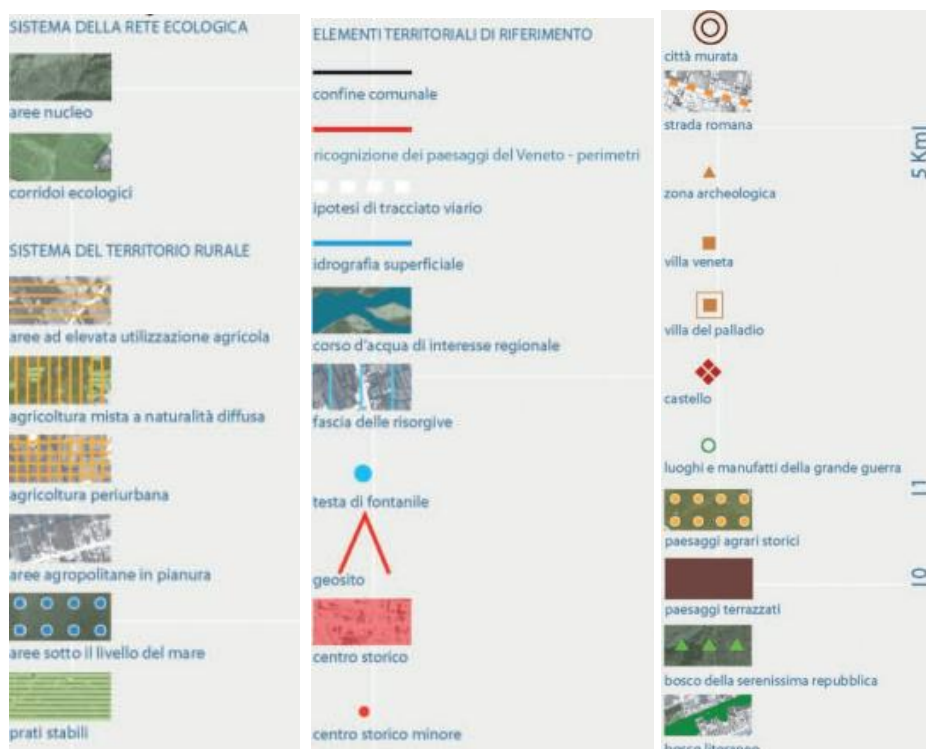 SISTEMA DELLA RETE ECOLOGICA
aree nucleo
corridoi ecologici
SISTEMA DEL TERRITORIO RURALE
aree ad elevata utilizzazione agricola
agricoltura mista a naturalità diffusa
agricoltura periurbana
aree agropolitane in pianura
aree sotto il livello del mare
prati stabili
ELEMENTI TERRITORIALI DI RIFERIMENTO
confine comunale
ricognizione dei paesaggi del Veneto - perimetri
ipotesi di tracciato viario
idrografia superficiale
corso d'acqua di interesse regionale
fascia delle risorgive
testa di fontanile
geosito
centro storico
centro storico minore
città murata
strada romana
zona archeologica
villa veneta
villa del palladio
castello
luoghi e manufatti della grande guerra
paesaggi agrari storici
paesaggi terrazzati
bosco della serenissima repubblica
bosco litoraneo
5 Kml